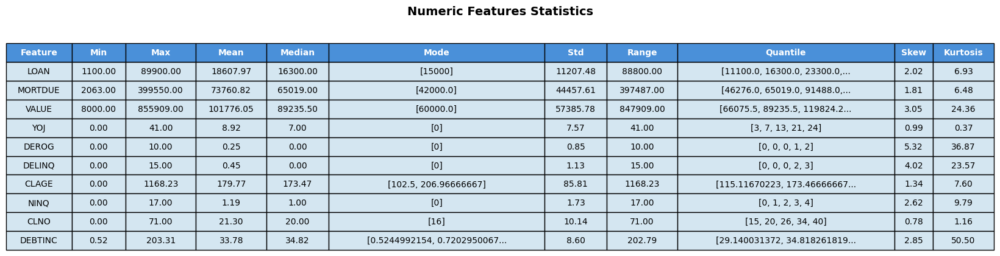 Numeric Features Statistics
Feature Min Max Mean Median Mode Std Range Quantile Skew Kurtosis
LOAN 1100.00 89900.00 18607.97 16300.00 [15000] 11207.48 88800.00 [11100.0, 16300.0, 23300.0,... 2.02 6.93
MORTDUE 2063.00 399550.00 73760.82 65019.00 [42000.0] 44457.61 397487.00 [46276.0, 65019.0, 91488.0,... 1.81 6.48
VALUE 8000.00 855909.00 101776.05 89235.50 [60000.0] 57385.78 847909.00 [66075.5, 89235.5, 119824.2... 3.05 24.36
YOJ 0.00 41.00 8.92 7.00 [0] 7.57 41.00 [3, 7, 13, 21, 24] 0.99 0.37
DEROG 0.00 10.00 0.25 0.00 [0] 0.85 10.00 [0, 0, 0, 1, 2] 5.32 36.87
DELINQ 0.00 15.00 0.45 0.00 [0] 1.13 15.00 [0, 0, 0, 2, 3] 4.02 23.57
CLAGE 0.00 1168.23 179.77 173.47 [102.5, 206.96666667] 85.81 1168.23 [115.11670223, 173.46666667... 1.34 7.60
NINQ 0.00 17.00 1.19 1.00 [0] 1.73 17.00 [0, 1, 2, 3, 4] 2.62 9.79
CLNO 0.00 71.00 21.30 20.00 [16] 10.14 71.00 [15, 20, 26, 34, 40] 0.78 1.16
DEBTINC 0.52 203.31 33.78 34.82 [0.5244992154, 0.7202950067... 8.60 202.79 [29.140031372, 34.818261819... 2.85 50.50